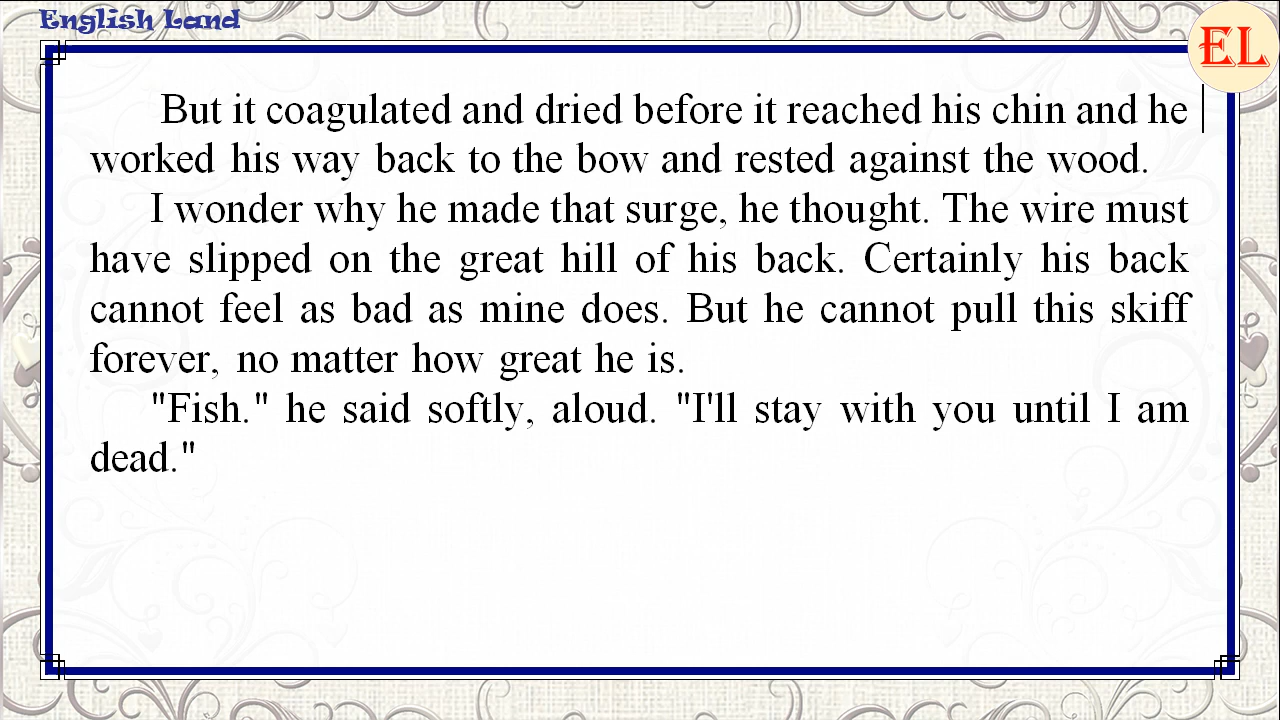 English Land
EL
But it coagulated and dried before it reached his chin and he
worked his way back to the bow and rested against the wood.
I wonder why he made that surge, he thought. The wire must
have slipped on the great hill of his back. Certainly his back
cannot feel as bad as mine does. But he cannot pull this skiff
forever, no matter how great he is.
"Fish." he said softly, aloud. "I'll stay with you until I am
dead."